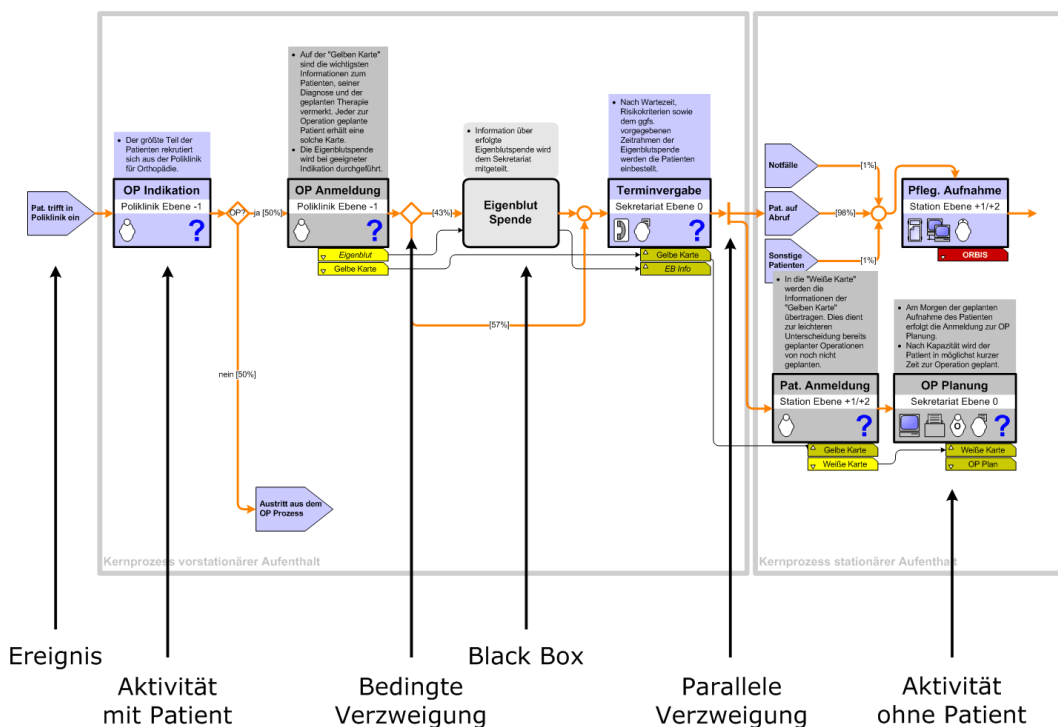 Pat. trifft in
Poliklinik ein
• Der größte Teil der
Patienten rekrutiert
sich aus der Poliklinik
für Orthopädie.
OP Indikation
Poliklinik Ebene -1
?
OP?
ja [50%]
nein [50%]
Austritt aus dem
OP Prozess
• Auf der "Gelben Karte"
sind die wichtigsten
Informationen zum
Patienten, seiner
Diagnose und der
geplanten Therapie
vermerkt. Jeder zur
Operation geplante
Patient erhält eine
solche Karte.
• Die Eigenblutspende
wird bei geeigneter
Indikation durchgeführt.
OP Anmeldung
Poliklinik Ebene -1
?
Eigenblut
Gelbe Karte
[43%]
[57%]
• Information über
erfolgte
Eigenblutspende wird
dem Sekretariat
mitgeteilt.
Eigenblut
Spende
• Nach Wartezeit,
Risikokriterien sowie
dem ggfs.
vorgegebenen
Zeitrahmen der
Eigenblutspende
werden die Patienten
einbestellt.
Terminvergabe
Sekretariat Ebene 0
?
Gelbe Karte
EB Info
Kernprozess vorstationärer Aufenthalt
Notfälle
[1%]
Pat. auf
Abruf
[98%]
Sonstige
Patienten
[1%]
Pfleg. Aufnahme
Station Ebene +1/+2
ORBIS
• In die "Weiße Karte"
werden die
Informationen der
"Gelben Karte"
übertragen. Dies dient
zur leichteren
Unterscheidung bereits
geplanter Operationen
von noch nicht
geplanten.
Pat. Anmeldung
Station Ebene +1/+2
?
Gelbe Karte
Weiße Karte
• Am Morgen der geplanten
Aufnahme des Patienten
erfolgt die Anmeldung zur OP
Planung.
• Nach Kapazität wird der
Patient in möglichst kurzer
Zeit zur Operation geplant.
OP Planung
Sekretariat Ebene 0
O
?
Weiße Karte
OP Plan
Kernprozess stationärer Aufenthalt
Ereignis
Aktivität
mit Patient
Bedingte
Verzweigung
Black Box
Parallele
Verzweigung
Aktivität
ohne Patient